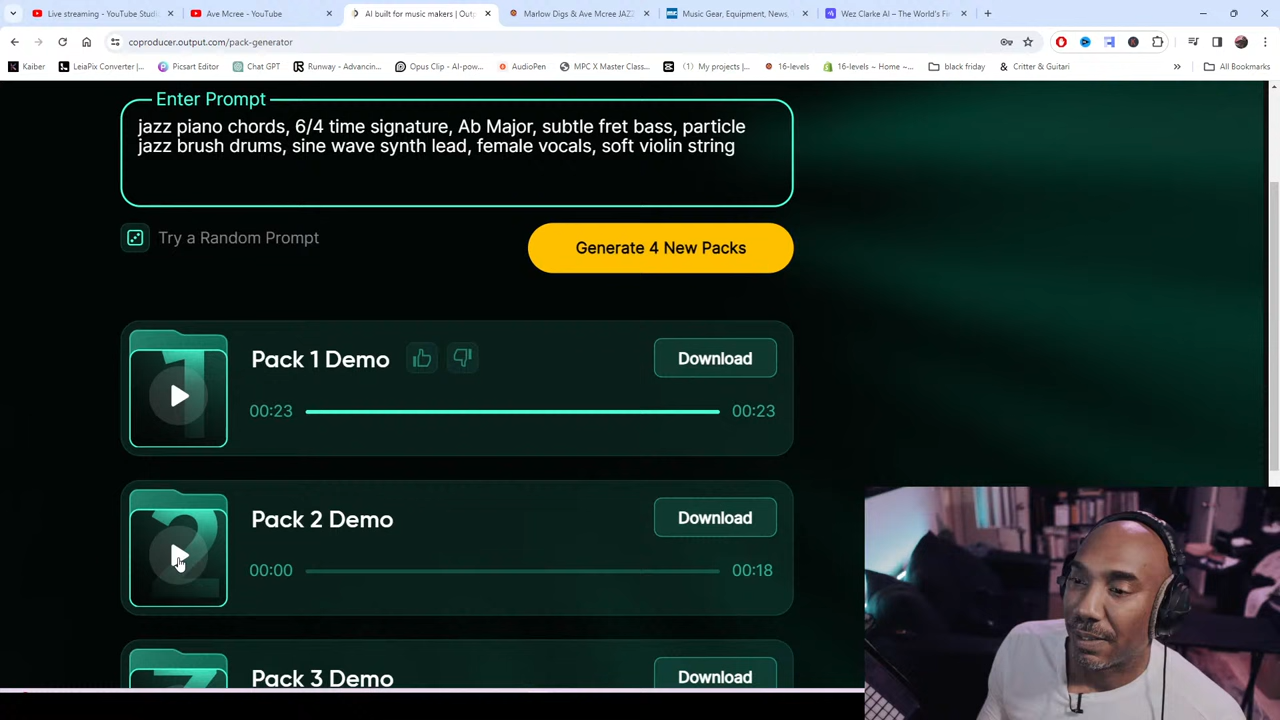 Live streaming - YouTube Studi
Ave Mcree - YouTube
AI built for music makers | Outp
Marlow Digs & Ave Mcree JAZZ
Music Gear, Equipment, News,
Wez Clarke AI – The World's Fi
coproducer.output.com/pack-generator
Kaiber
LeiaPix Converter |...
Picsart Editor
Chat GPT
Runway - Advancin...
Opus Clip - AI-pow...
AudioPen
MPC X Master Class...
(1) My projects |...
16-levels
16-levels ~ Home ~...
black friday
Critter & Guitari
All Bookmarks
Enter Prompt
jazz piano chords, 6/4 time signature, Ab Major, subtle fret bass, particle
jazz brush drums, sine wave synth lead, female vocals, soft violin string
Try a Random Prompt
Generate 4 New Packs
1
Pack 1 Demo
Download
00:23
00:23
2
Pack 2 Demo
Download
00:00
00:18
Pack 3 Demo
Download